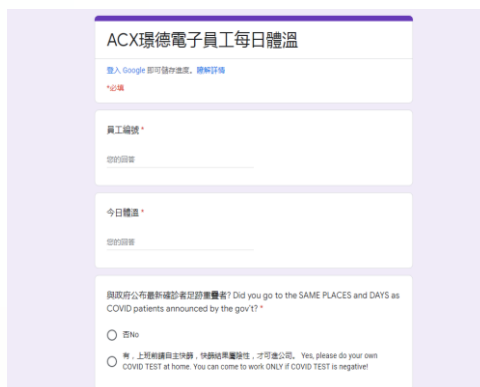 ACX璟德電子員工每日體溫
登入 Google 即可儲存進度。瞭解詳情
*必填
員工編號 *
您的回答
今日體溫 *
您的回答
與政府公布最新確診者足跡重疊者? Did you go to the SAME PLACES and DAYS as
COVID patients announced by the gov't? *
否No
有，上班前請自主快篩，快篩結果屬陰性，才可進公司。 Yes, please do your own
COVID TEST at home. You can come to work ONLY if COVID TEST is negative!